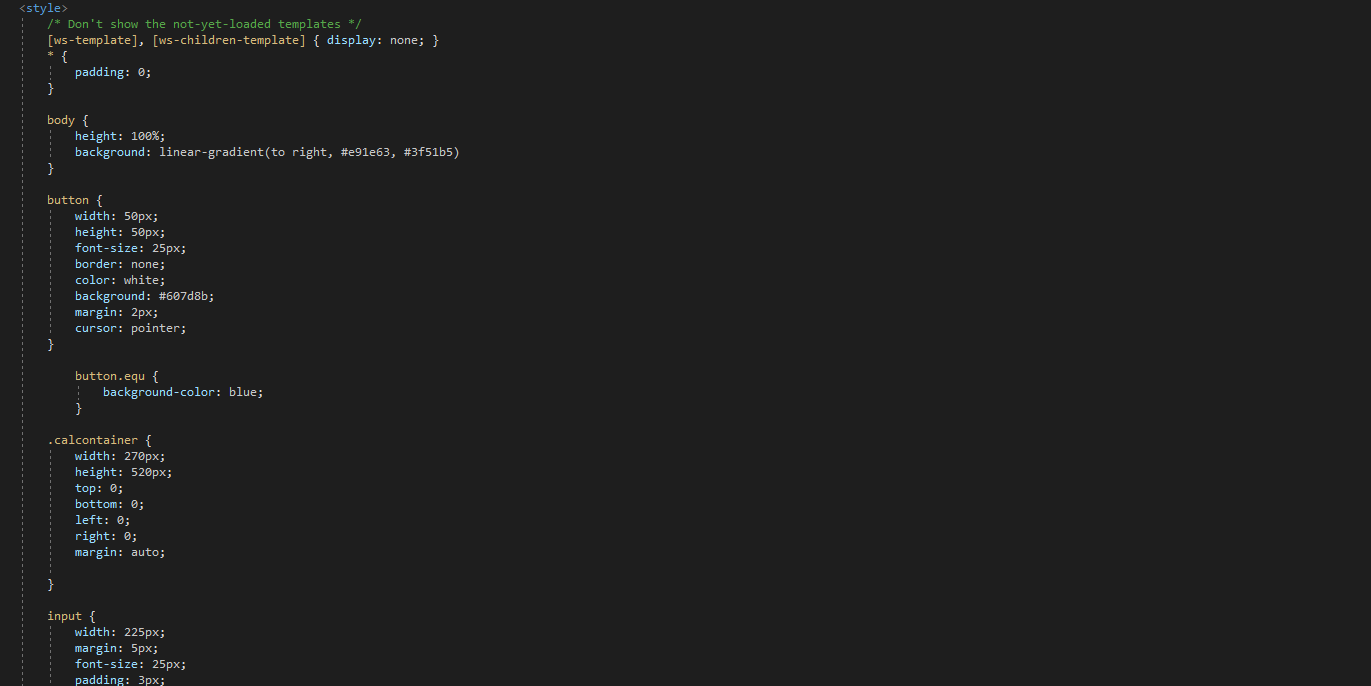 <style>
/* Don't show the not-yet-loaded templates */
[ws-template], [ws-children-template] { display: none; }
* {
padding: 0;
}
body {
height: 100%;
background: linear-gradient(to right, #e91e63, #3f51b5)
}
button {
width: 50px;
height: 50px;
font-size: 25px;
border: none;
color: white;
background: #607d8b;
margin: 2px;
cursor: pointer;
}
button.equ {
background-color: blue;
}
.calcontainer {
width: 270px;
height: 520px;
top: 0;
bottom: 0;
left: 0;
right: 0;
margin: auto;
}
input {
width: 225px;
margin: 5px;
font-size: 25px;
padding: 3px;